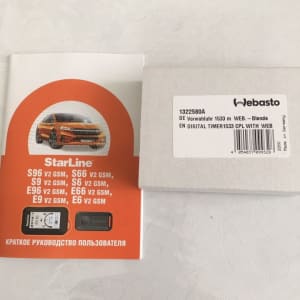 StarLine
S96 V2 GSM, S66 V2 GSM,
S9 V2 GSM, S6 V2 GSM,
E96 V2 GSM, E66 V2 GSM,
E9 V2 GSM, E6 V2 GSM
КРАТКОЕ РУКОВОДСТВО ПОЛЬЗОВАТЕЛЯ
Webasto
1322580A
DE Vorwahluhr 1533 m WEB. - Blende
EN DIGITAL TIMER 1533 CPL WITH WEB
Made in Germany